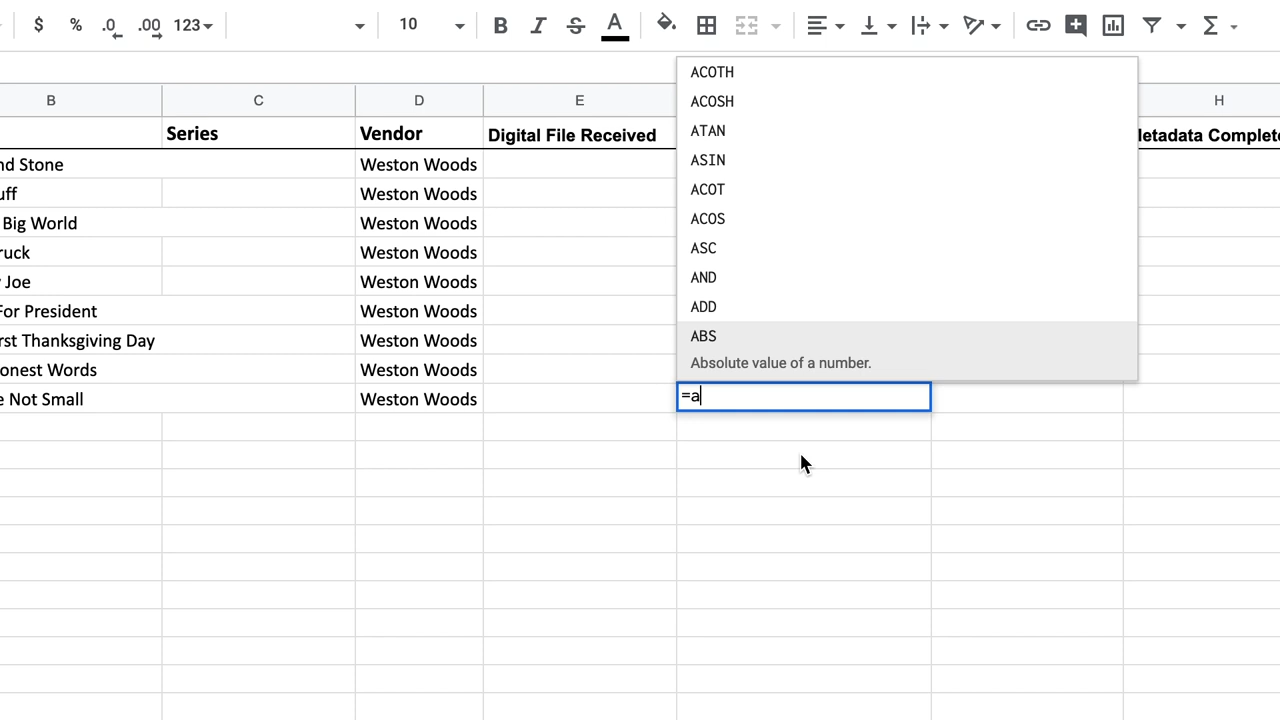 $ % .0 .00 123 10 B I S A Σ
B C D E H
Series Vendor Digital File Received Metadata Complete
nd Stone Weston Woods
uff Weston Woods
Big World Weston Woods
ruck Weston Woods
Joe Weston Woods
For President Weston Woods
rst Thanksgiving Day Weston Woods
onest Words Weston Woods
e Not Small Weston Woods
ACOTH
ACOSH
ATAN
ASIN
ACOT
ACOS
ASC
AND
ADD
ABS
Absolute value of a number.
=a